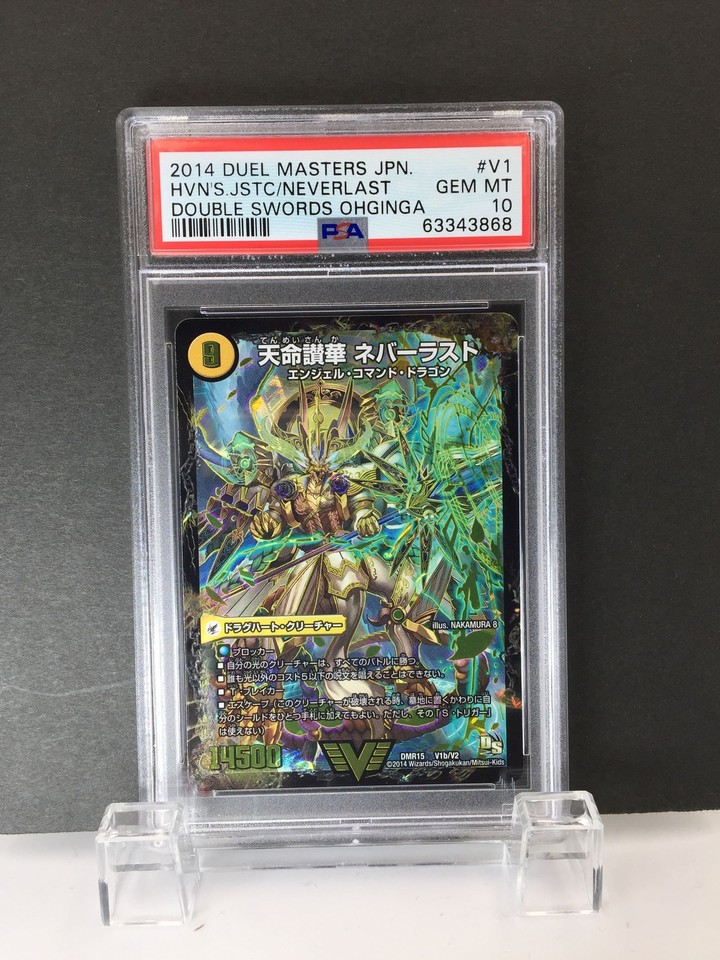 2014 DUEL MASTERS JPN. #V1
HVN'S.JSTC/NEVERLAST GEM MT
DOUBLE SWORDS OHGINGA 10
PSA 63343868
9
てんめいさんか
天命讃華 ネバーラスト
エンジェル・コマンド・ドラゴン
ドラグハート・クリーチャー
illus. NAKAMURA 8
ブロッカー
自分の光のクリーチャーは、すべてのバトルに勝つ。
誰も光以外のコスト5以下の呪文を唱えることはできない。
T・ブレイカー
エスケープ(このクリーチャーが破壊される時、墓地に置くかわりに自
分のシールドをひとつ手札に加えてもよい。ただし、その「S・トリガー」
は使えない)
14500
V
Ds
DMR15 V1b/V2
©2014 Wizards/Shogakukan/Mitsui-Kids